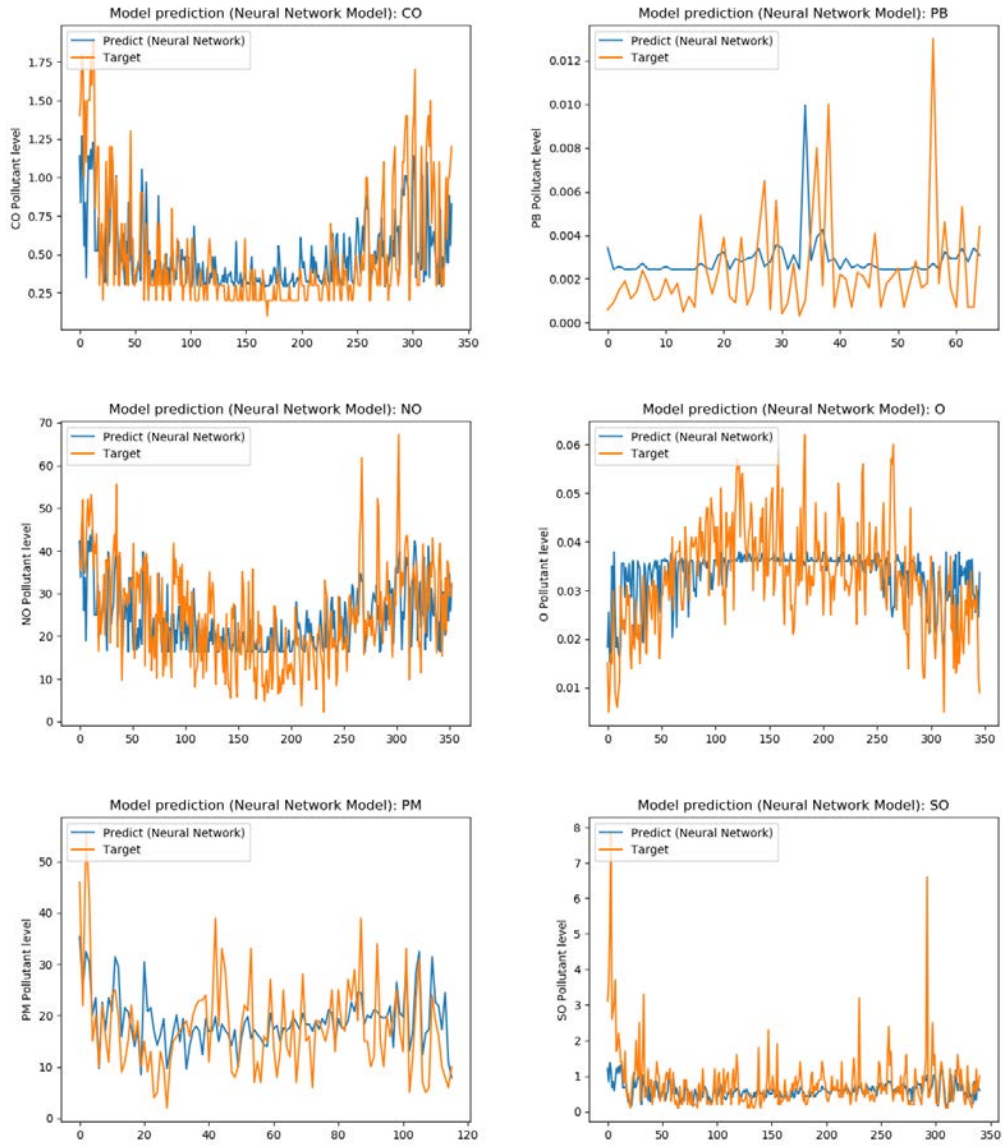 Model prediction (Neural Network Model): CO
Predict (Neural Network)
Target
CO Pollutant level
1.75
1.50
1.25
1.00
0.75
0.50
0.25
0 50 100 150 200 250 300 350
Model prediction (Neural Network Model): PB
Predict (Neural Network)
Target
PB Pollutant level
0.012
0.010
0.008
0.006
0.004
0.002
0.000
0 10 20 30 40 50 60
Model prediction (Neural Network Model): NO
Predict (Neural Network)
Target
NO Pollutant level
70
60
50
40
30
20
10
0
0 50 100 150 200 250 300 350
Model prediction (Neural Network Model): O
Predict (Neural Network)
Target
O Pollutant level
0.06
0.05
0.04
0.03
0.02
0.01
0 50 100 150 200 250 300 350
Model prediction (Neural Network Model): PM
Predict (Neural Network)
Target
PM Pollutant level
50
40
30
20
10
0
0 20 40 60 80 100 120
Model prediction (Neural Network Model): SO
Predict (Neural Network)
Target
SO Pollutant level
8
7
6
5
4
3
2
1
0
0 50 100 150 200 250 300 350